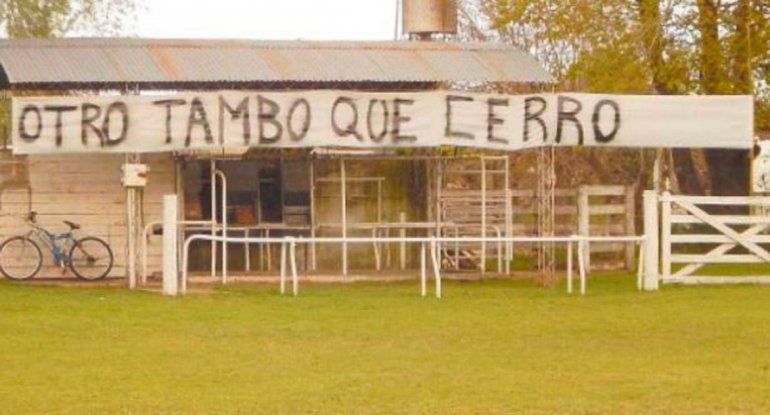 OTRO TAMBO QUE CERRO